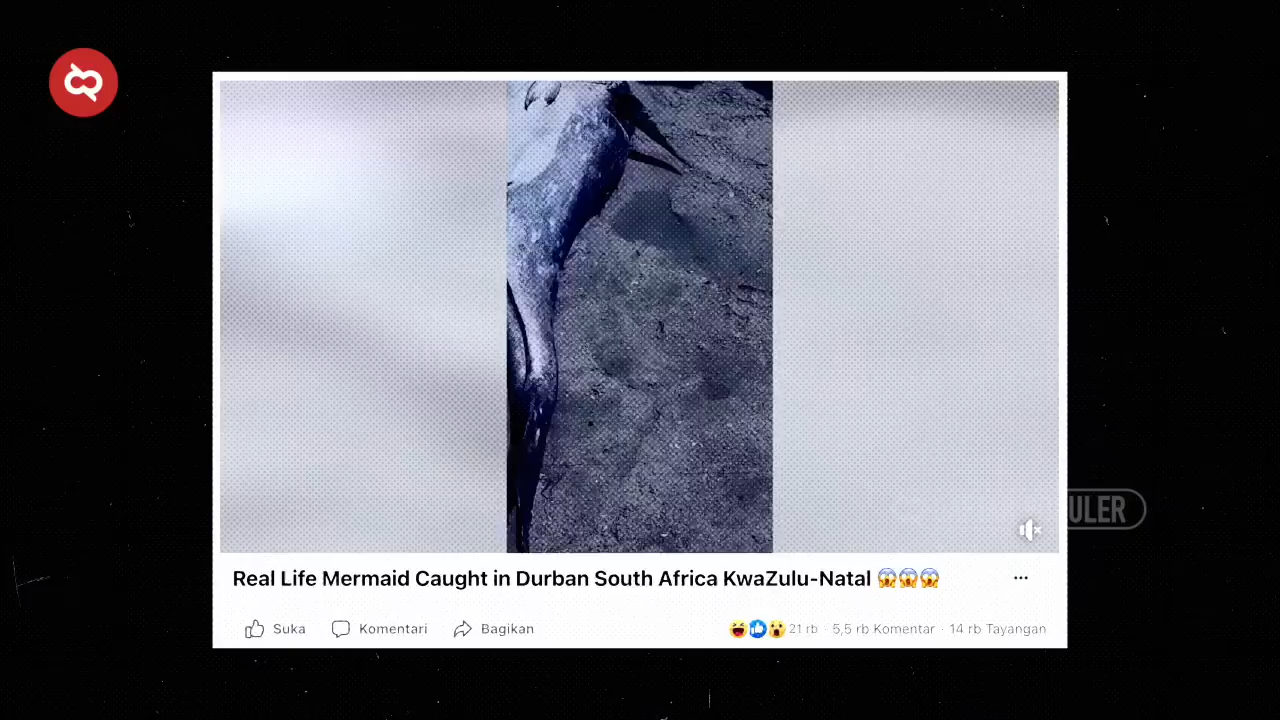 ULER
Real Life Mermaid Caught in Durban South Africa KwaZulu-Natal 😱😱😱
Suka Komentari Bagikan 21 rb · 5,5 rb Komentar · 14 rb Tayangan